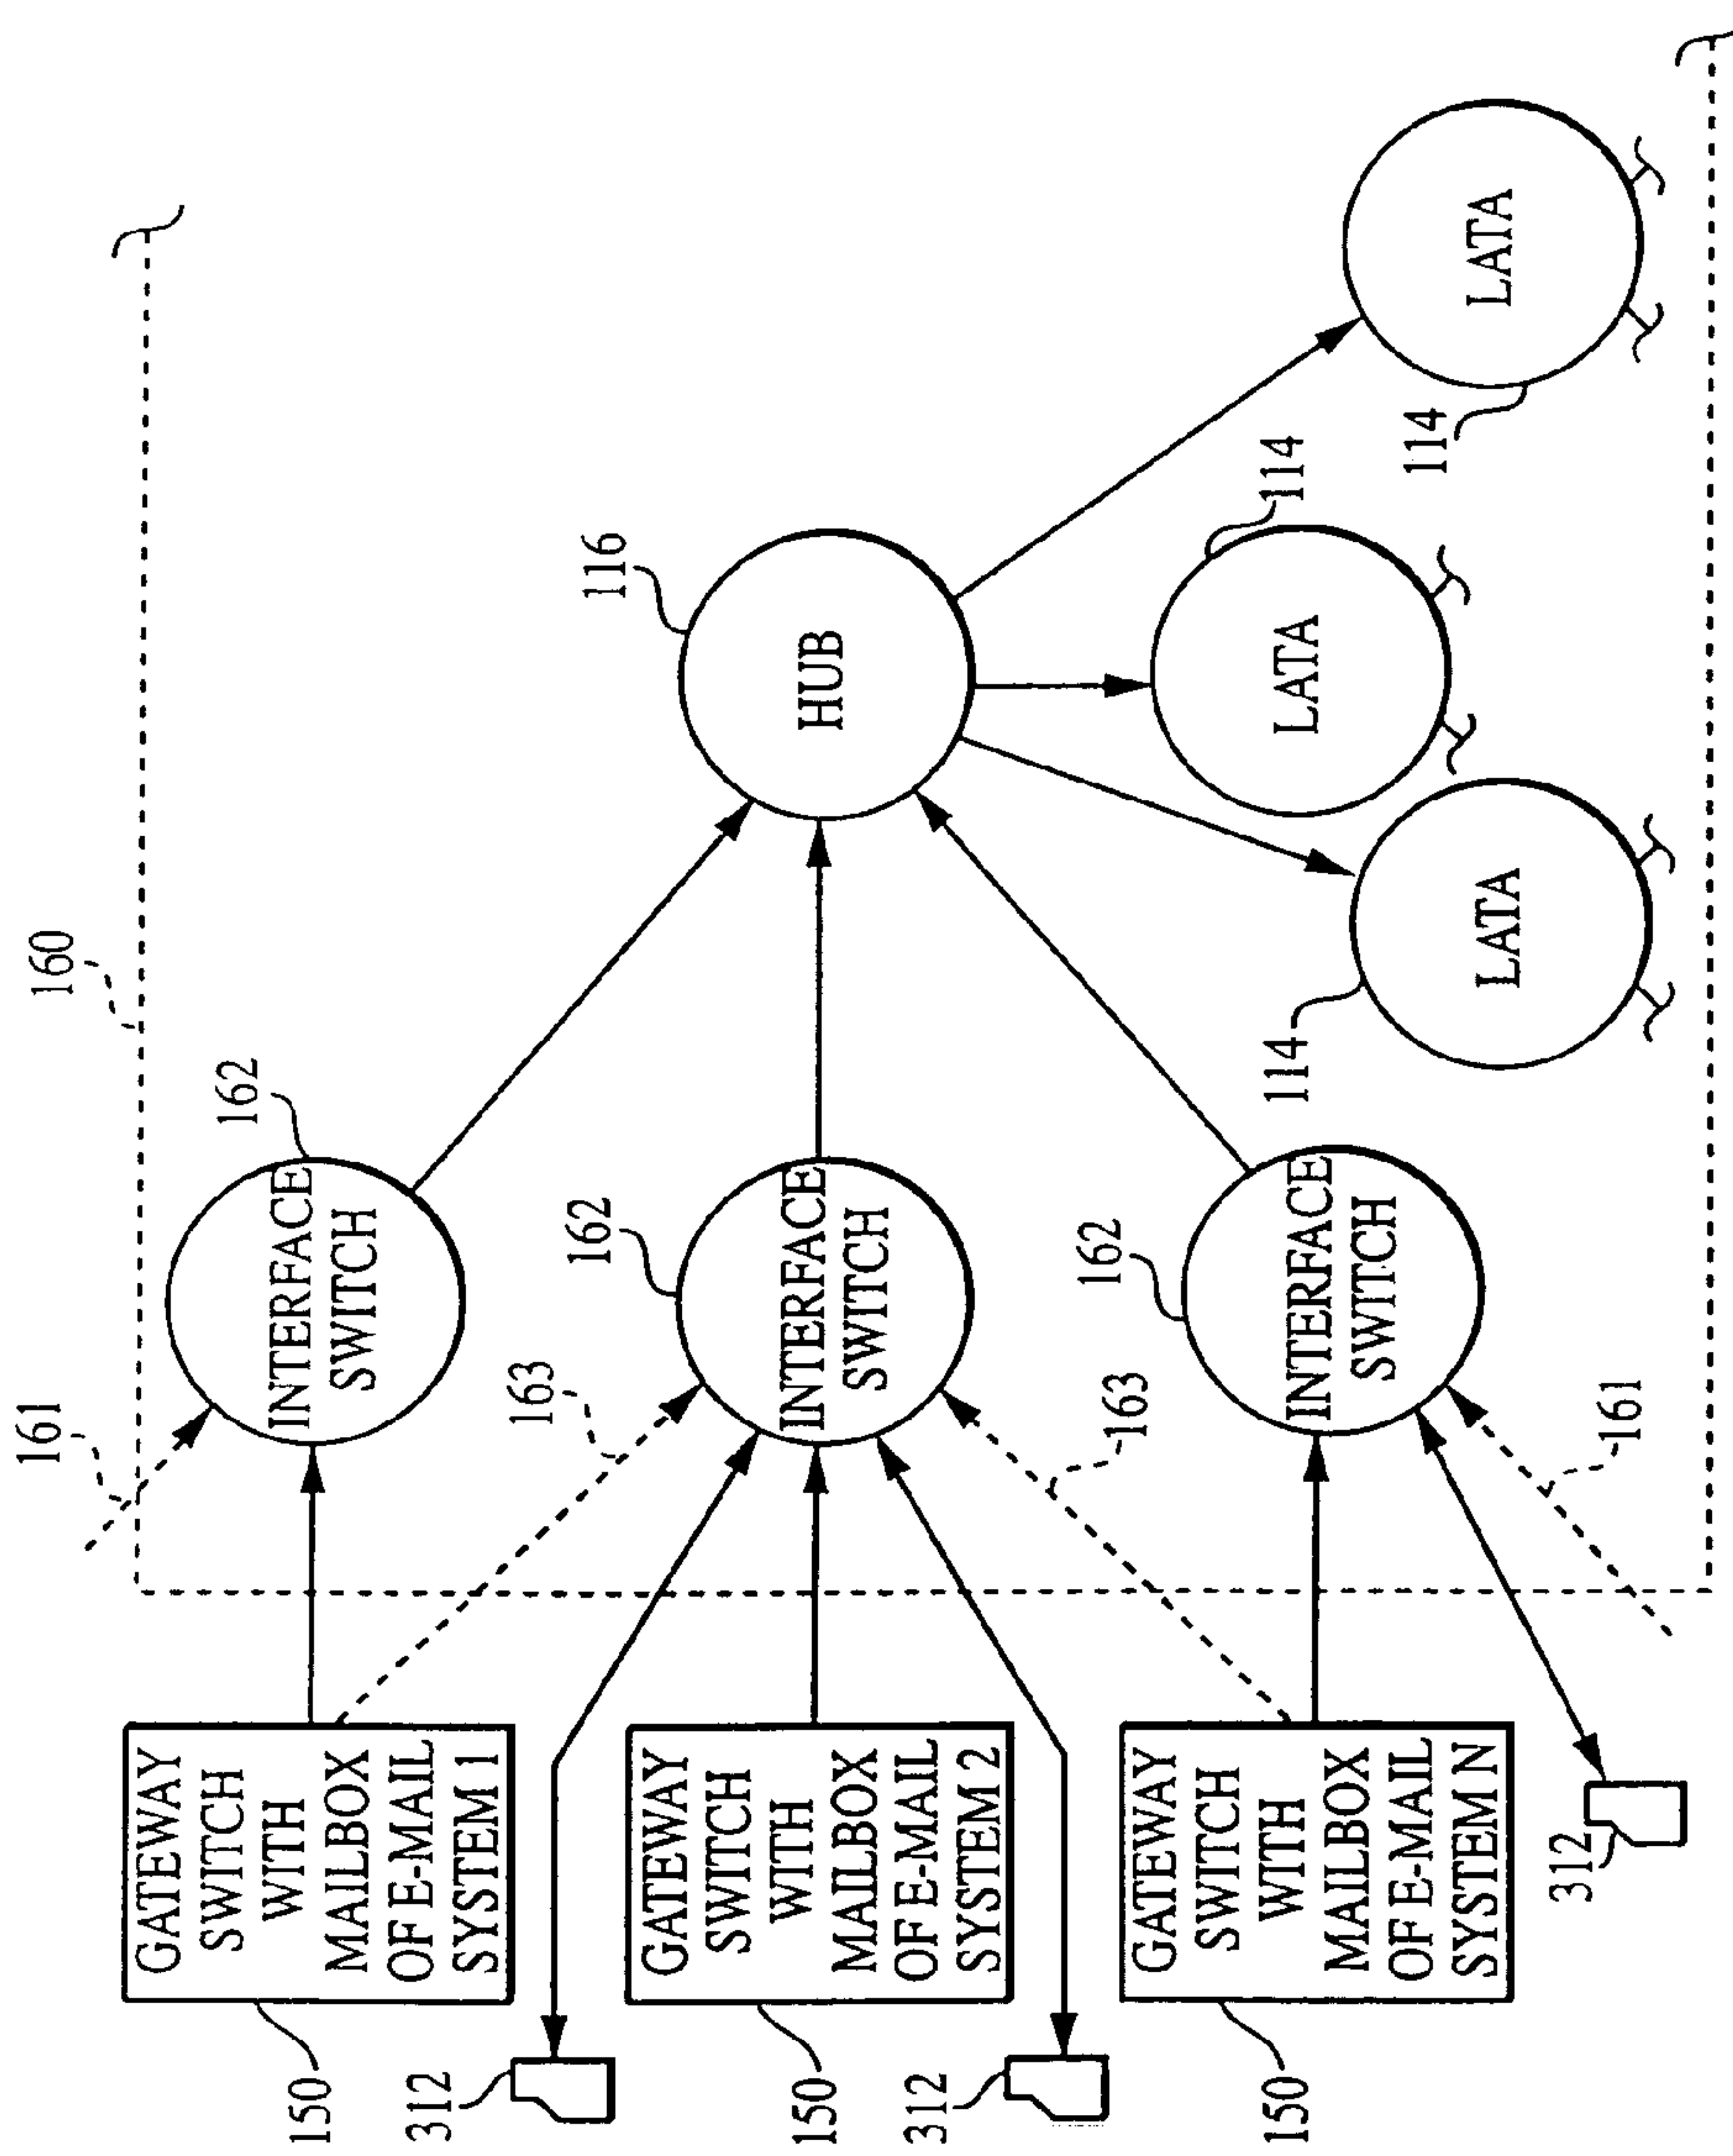 160
161
162
INTERFACE
SWITCH
163
162
INTERFACE
SWITCH
163
162
INTERFACE
SWITCH
161
116
HUB
114
LATA
114
LATA
114
LATA
GATEWAY
SWITCH
WITH
MAILBOX
OF E-MAIL
SYSTEM 1
150
312
GATEWAY
SWITCH
WITH
MAILBOX
OF E-MAIL
SYSTEM 2
150
312
GATEWAY
SWITCH
WITH
MAILBOX
OF E-MAIL
SYSTEM N
150
312